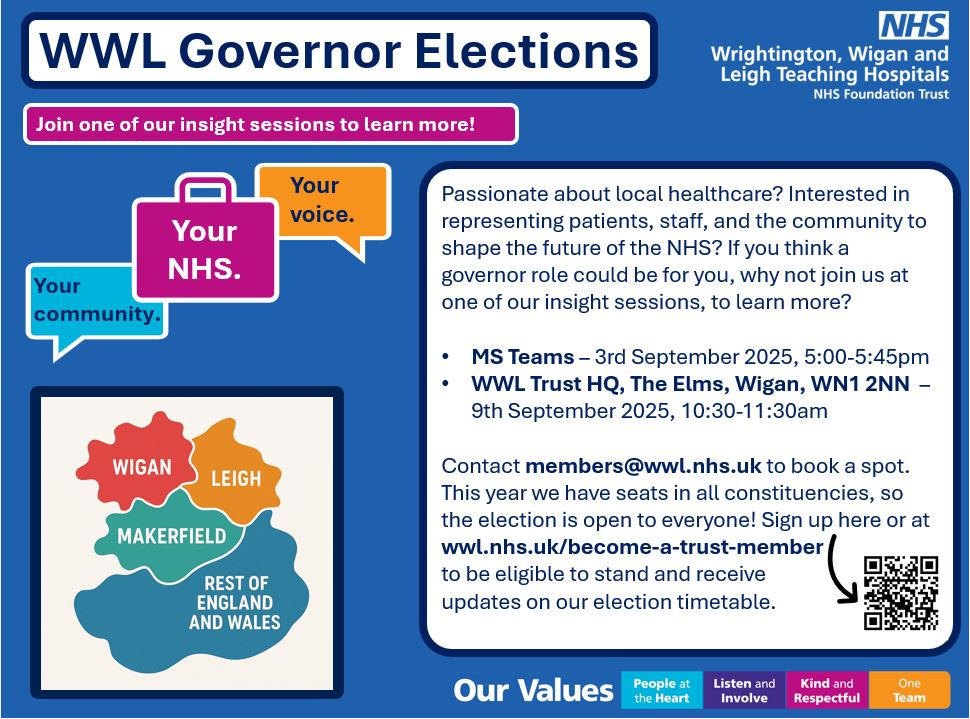 WWL Governor Elections
NHS
Wrightington, Wigan and
Leigh Teaching Hospitals
NHS Foundation Trust
Join one of our insight sessions to learn more!
Your
voice.
Your
NHS.
Your
community.
WIGAN
LEIGH
MAKERFIELD
REST OF
ENGLAND
AND WALES
Passionate about local healthcare? Interested in
representing patients, staff, and the community to
shape the future of the NHS? If you think a
governor role could be for you, why not join us at
one of our insight sessions, to learn more?
• MS Teams – 3rd September 2025, 5:00-5:45pm
• WWL Trust HQ, The Elms, Wigan, WN1 2NN –
9th September 2025, 10:30-11:30am
Contact members@wwl.nhs.uk to book a spot.
This year we have seats in all constituencies, so
the election is open to everyone! Sign up here or at
wwl.nhs.uk/become-a-trust-member
to be eligible to stand and receive
updates on our election timetable.
Our Values
People at
the Heart
Listen and
Involve
Kind and
Respectful
One
Team